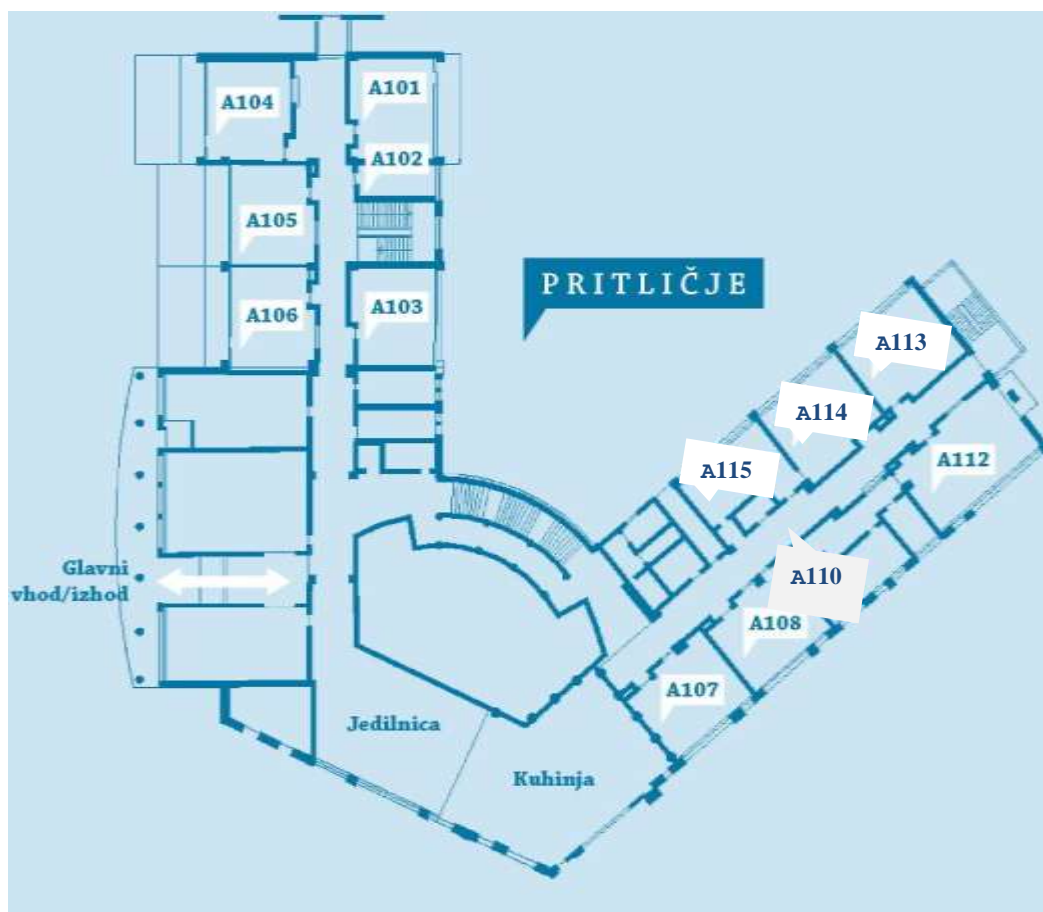 A101
A104
A102
A105
PRITLIČJE
A103
A106
A113
A114
A112
A115
Glavni
vhod/izhod
A110
A108
A107
Jedilnica
Kuhinja